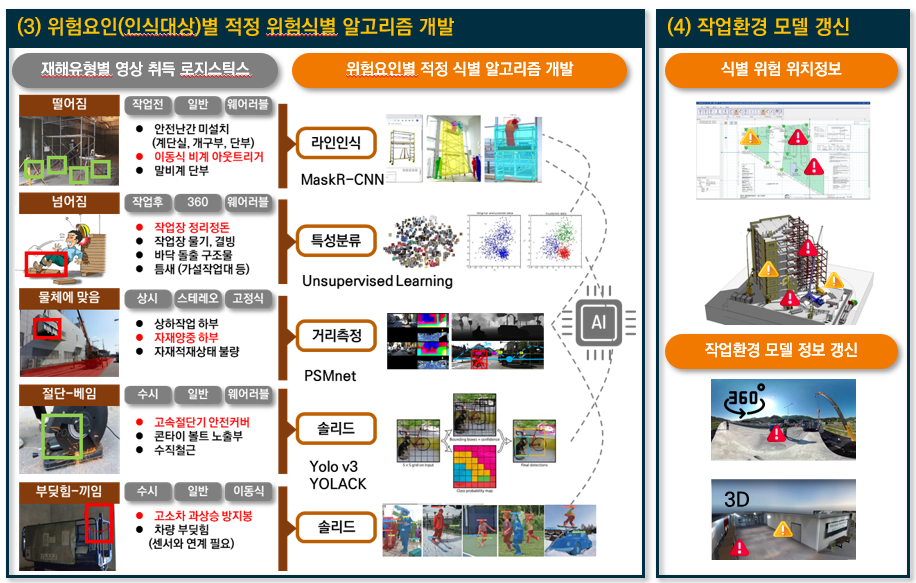 (3) 위험요인(인식대상)별 적정 위험식별 알고리즘 개발
재해유형별 영상 취득 로지스틱스
위험요인별 적정 식별 알고리즘 개발
떨어짐
작업전 일반 웨어러블
● 안전난간 미설치
(계단실, 개구부, 단부)
● 이동식 비계 아웃트리거
● 말비계 단부
라인인식
MaskR-CNN
넘어짐
작업후 360 웨어러블
● 작업장 정리정돈
● 작업장 물기, 결빙
● 바닥 돌출 구조물
● 틈새 (가설작업대 등)
특성분류
Unsupervised Learning
물체에 맞음
상시 스테레오 고정식
● 상하작업 하부
● 자재양중 하부
● 자재적재상태 불량
거리측정
PSMnet
AI
절단-베임
수시 일반 웨어러블
● 고속절단기 안전커버
● 콘타이 볼트 노출부
● 수직철근
솔리드
Yolo v3
YOLACK
S × S grid on input
Bounding boxes + confidence
Class probability map
Final detections
부딪힘-끼임
수시 일반 이동식
● 고소차 과상승 방지봉
● 차량 부딪힘
(센서와 연계 필요)
솔리드
(4) 작업환경 모델 갱신
식별 위험 위치정보
작업환경 모델 정보 갱신
360°
3D